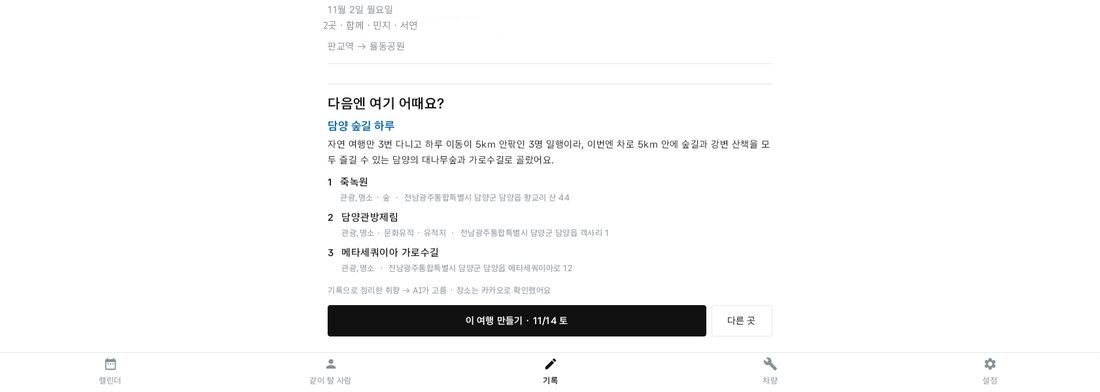 11월 2일 월요일
2곳 · 함께 · 민지 · 서연
판교역 → 율동공원
다음엔 여기 어때요?
담양 숲길 하루
자연 여행만 3번 다니고 하루 이동이 5km 안팎인 3명 일행이라, 이번엔 차로 5km 안에 숲길과 강변 산책을 모
두 즐길 수 있는 담양의 대나무숲과 가로수길로 골랐어요.
1 죽녹원
관광,명소 · 숲 · 전남광주통합특별시 담양군 담양읍 향교리 산 44
2 담양관방제림
관광,명소 · 문화유적 · 유적지 · 전남광주통합특별시 담양군 담양읍 객사리 1
3 메타세쿼이아 가로수길
관광,명소 · 전남광주통합특별시 담양군 담양읍 메타세쿼이아로 12
기록으로 정리한 취향 → AI가 고름 · 장소는 카카오로 확인했어요
이 여행 만들기 · 11/14 토
다른 곳
캘린더
같이 탈 사람
기록
차량
설정